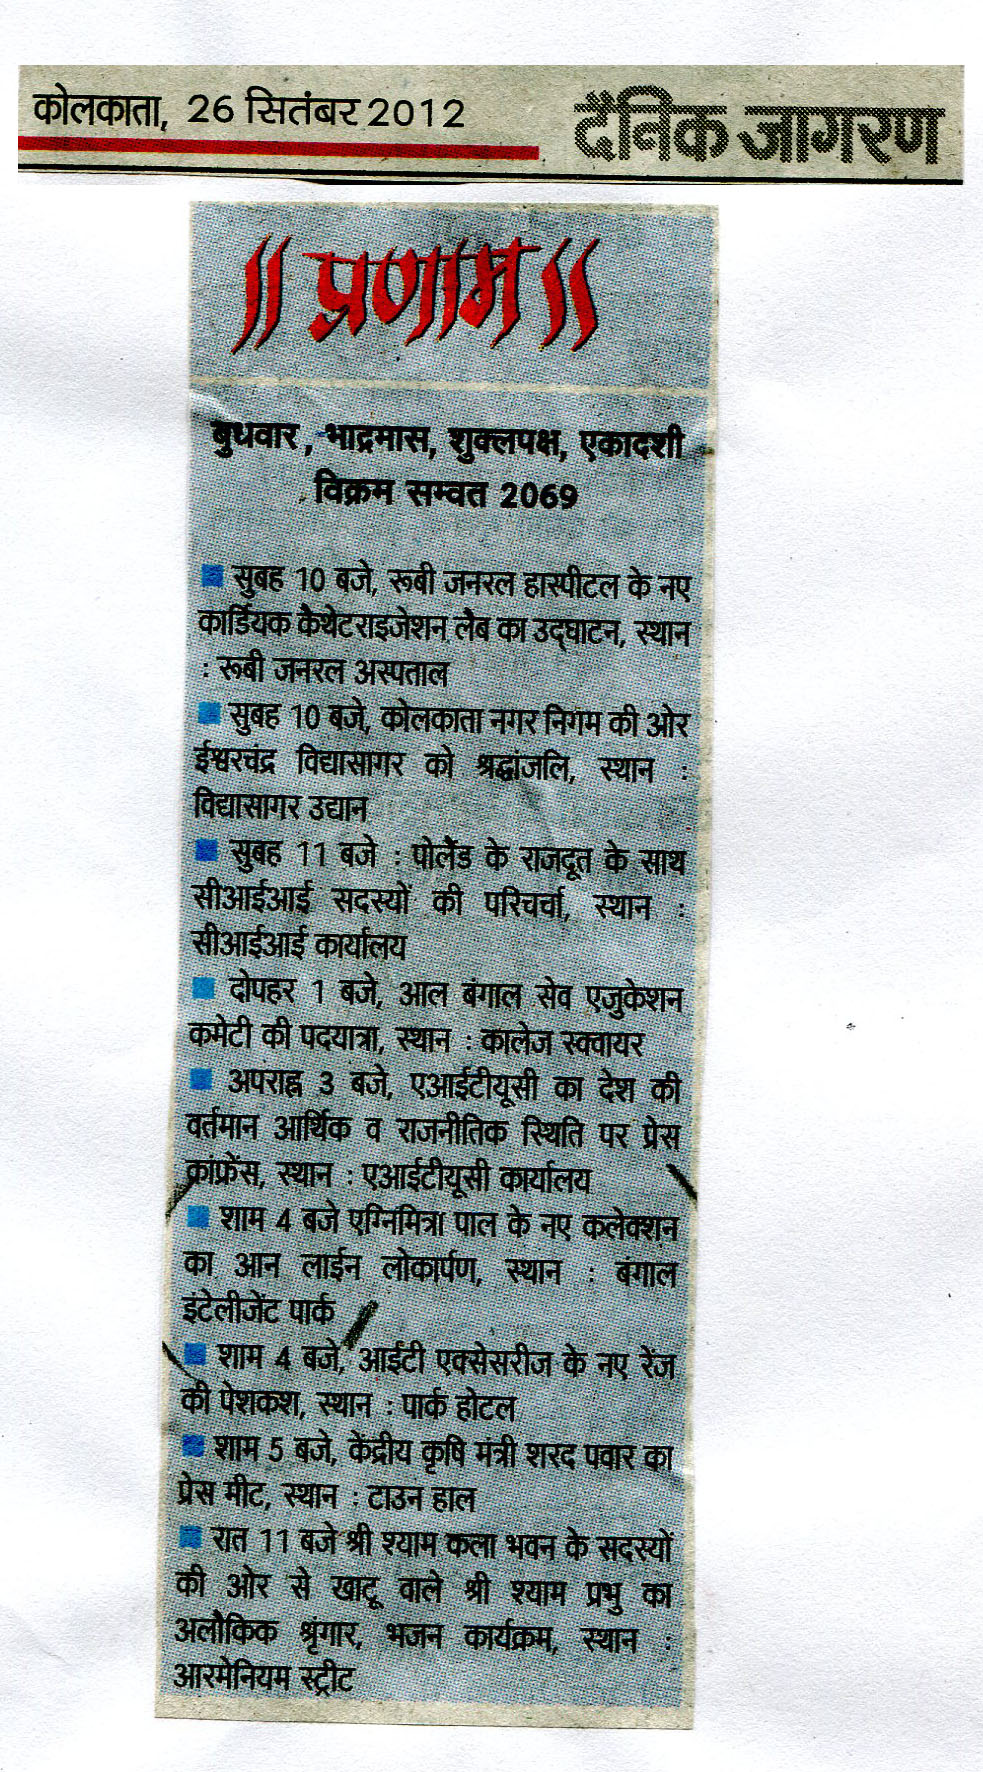 कोलकाता, 26 सितंबर 2012
दैनिक जागरण
॥ प्रणाम ॥
बुधवार, भाद्रमास, शुक्लपक्ष, एकादशी
विक्रम सम्वत 2069
सुबह 10 बजे, रूबी जनरल हास्पीटल के नए
कार्डियक कैथेटराइजेशन लैब का उद्घाटन, स्थान
: रूबी जनरल अस्पताल
सुबह 10 बजे, कोलकाता नगर निगम की ओर
ईश्वरचंद्र विद्यासागर को श्रद्धांजलि, स्थान :
विद्यासागर उद्यान
सुबह 11 बजे : पोलैंड के राजदूत के साथ
सीआईआई सदस्यों की परिचर्चा, स्थान :
सीआईआई कार्यालय
दोपहर 1 बजे, आल बंगाल सेव एजुकेशन
कमेटी की पदयात्रा, स्थान : कालेज स्क्वायर
अपराह्न 3 बजे, एआईटीयूसी का देश की
वर्तमान आर्थिक व राजनीतिक स्थिति पर प्रेस
कांफ्रेंस, स्थान : एआईटीयूसी कार्यालय
शाम 4 बजे एग्निमित्रा पाल के नए कलेक्शन
का आन लाईन लोकार्पण, स्थान : बंगाल
इंटेलीजेंट पार्क
शाम 4 बजे, आईटी एक्सेसरीज के नए रेंज
की पेशकश, स्थान : पार्क होटल
शाम 5 बजे, केंद्रीय कृषि मंत्री शरद पवार का
प्रेस मीट, स्थान : टाउन हाल
रात 11 बजे श्री श्याम कला भवन के सदस्यों
की ओर से खाटू वाले श्री श्याम प्रभु का
अलौकिक श्रृंगार, भजन कार्यक्रम, स्थान :
आरमेनियम स्ट्रीट